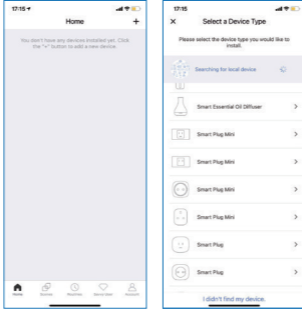 17:15
Home
+
You don't have any devices installed yet. Click
the "+" button to add a new device.
Home
Account
17:15
Select a Device Type
Please select the device type you would like to
install.
Searching for local device
Smart Essential Oil Diffuser
Smart Plug Mini
Smart Plug Mini
Smart Plug Mini
Smart Plug Mini
Smart Plug
Smart Plug
I didn't find my device.